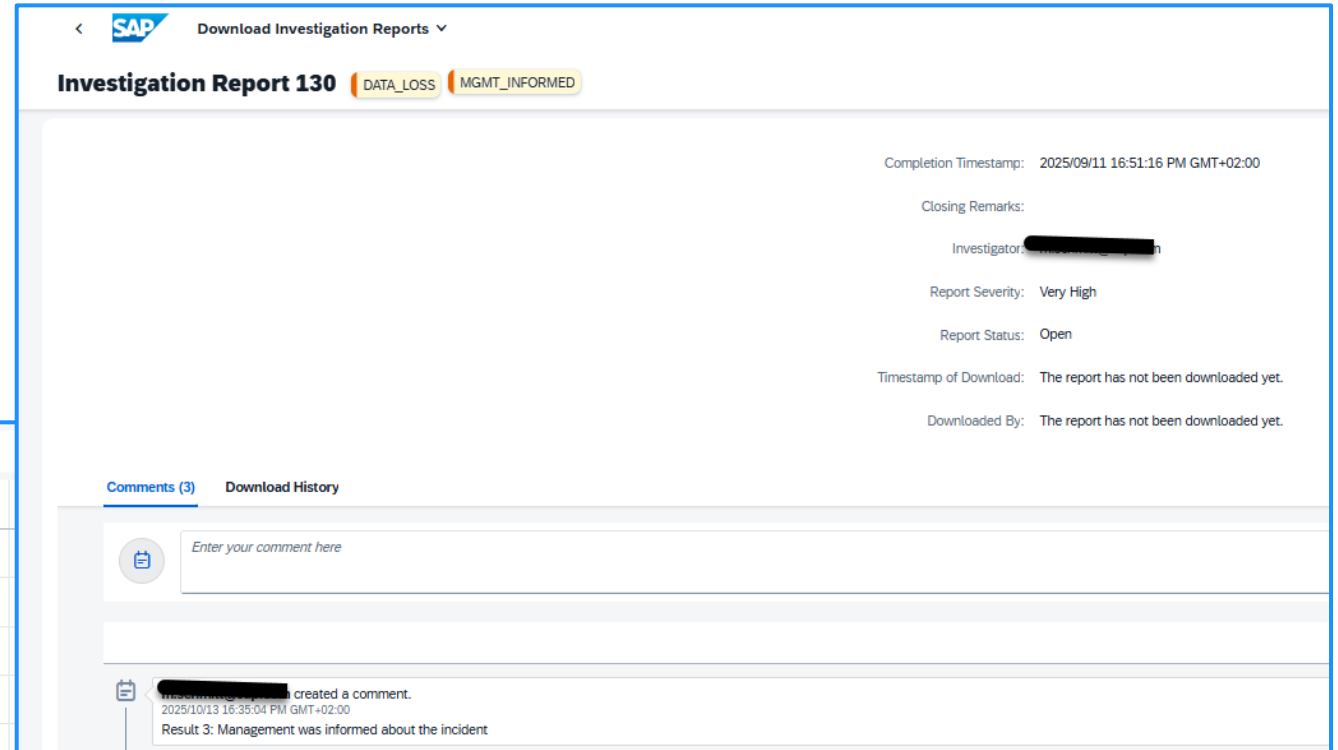 SAP Download Investigation Reports
Investigation Report 130 DATA_LOSS MGMT_INFORMED
Completion Timestamp: 2025/09/11 16:51:16 PM GMT+02:00
Closing Remarks:
Investigator:
Report Severity: Very High
Report Status: Open
Timestamp of Download: The report has not been downloaded yet.
Downloaded By: The report has not been downloaded yet.
Comments (3) Download History
Enter your comment here
created a comment.
2025/10/13 16:35:04 PM GMT+02:00
Result 3: Management was informed about the incident